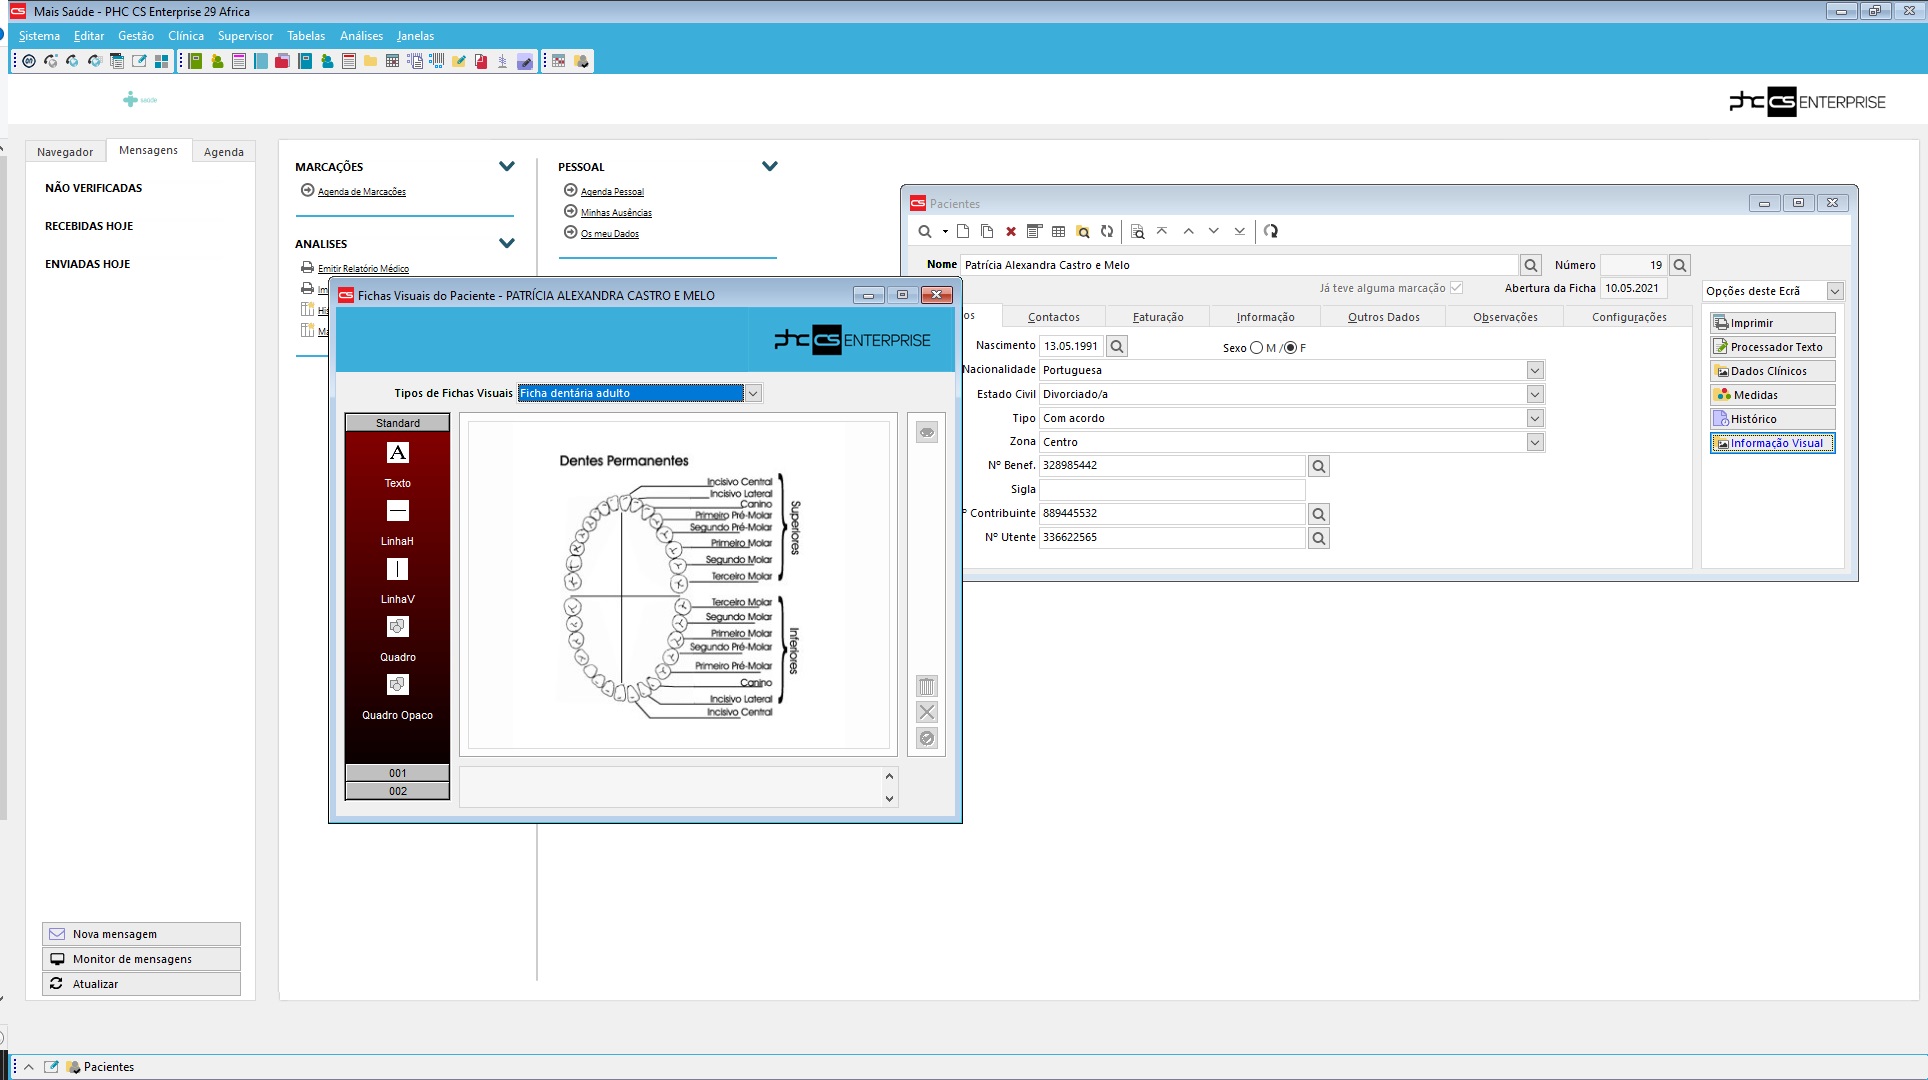 Mais Saúde - PHC CS Enterprise 29 Africa
Sistema Editar Gestão Clínica Supervisor Tabelas Análises Janelas
saúde
phc CS ENTERPRISE
Navegador Mensagens Agenda
NÃO VERIFICADAS
RECEBIDAS HOJE
ENVIADAS HOJE
Nova mensagem
Monitor de mensagens
Atualizar
MARCAÇÕES
Agenda de Marcações
ANALISES
Emitir Relatório Médico
Im
His
Ma
PESSOAL
Agenda Pessoal
Minhas Ausências
Os meu Dados
CS Pacientes
Nome Patrícia Alexandra Castro e Melo Número 19
Já teve alguma marcação Abertura da Ficha 10.05.2021
os Contactos Faturação Informação Outros Dados Observações Configurações
Nascimento 13.05.1991 Sexo M / F
Nacionalidade Portuguesa
Estado Civil Divorciado/a
Tipo Com acordo
Zona Centro
Nº Benef. 328985442
Sigla
º Contribuinte 889445532
Nº Utente 336622565
Opções deste Ecrã
Imprimir
Processador Texto
Dados Clínicos
Medidas
Histórico
Informação Visual
CS Fichas Visuais do Paciente - PATRÍCIA ALEXANDRA CASTRO E MELO
phc CS ENTERPRISE
Tipos de Fichas Visuais Ficha dentária adulto
Standard
A
Texto
LinhaH
LinhaV
Quadro
Quadro Opaco
001
002
Dentes Permanentes
Incisivo Central
Incisivo Lateral
Canino
Primeiro Pré-Molar
Segundo Pré-Molar
Primeiro Molar
Segundo Molar
Terceiro Molar
Superiores
Terceiro Molar
Segundo Molar
Primeiro Molar
Segundo Pré-Molar
Primeiro Pré-Molar
Canino
Incisivo Lateral
Incisivo Central
Inferiores
Pacientes